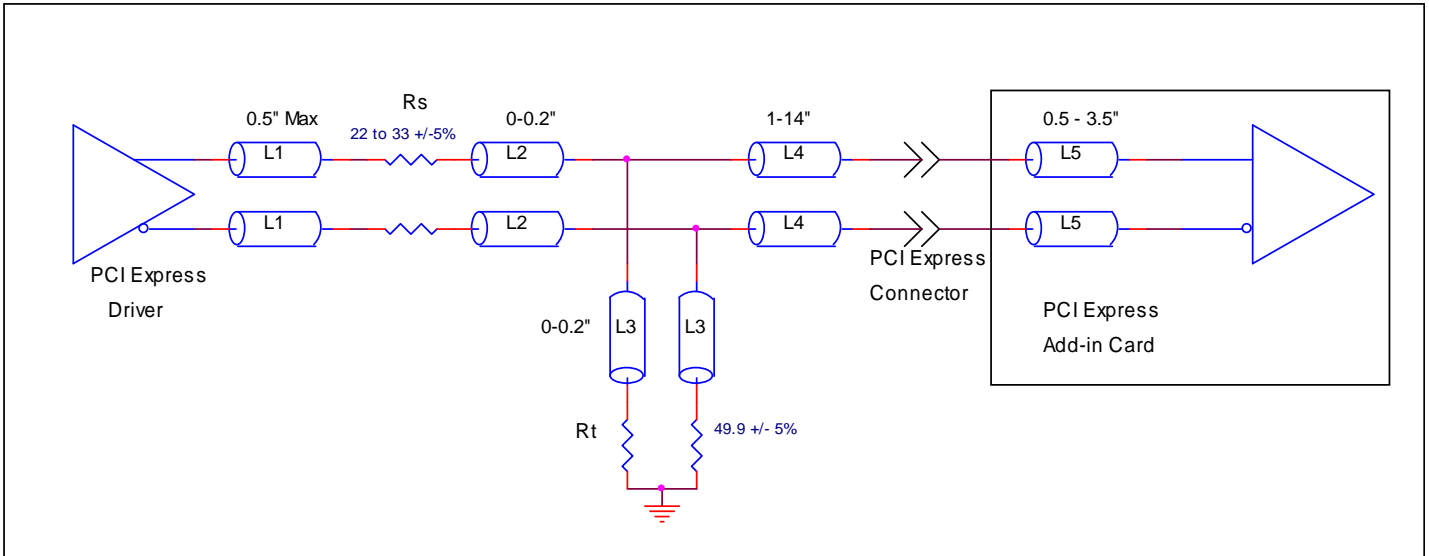 Rs
0.5" Max
22 to 33 +/-5%
0-0.2"
1-14"
0.5 - 3.5"
L1
L2
L4
L5
L1
L2
L4
L5
PCI Express
Driver
PCI Express
Connector
PCI Express
Add-in Card
0-0.2"
L3
L3
Rt
49.9 +/- 5%